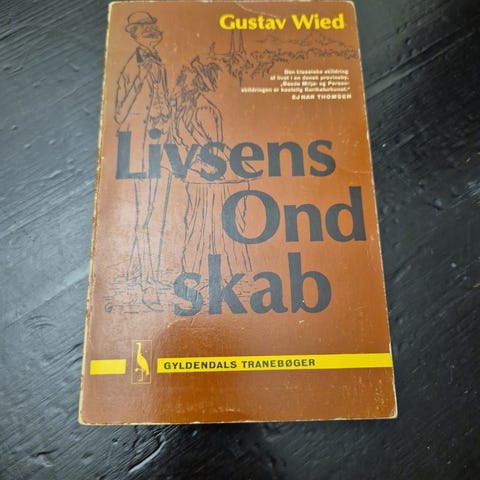 Gustav Wied
Den klassiske skildring
af livet i en dansk provinsby.
„Baade Miljø- og Person-
skildringen er kostelig Karikaturkunst.“
EJNAR THOMSEN
Livsens
Ond
skab
GYLDENDALS TRANEBØGER